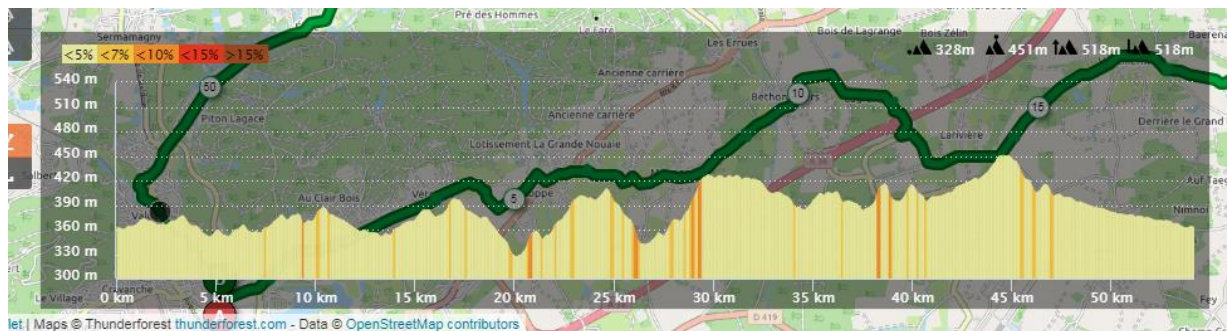 Pré des Hommes
Le Fare
Sermamagny
Les Errues
Bois de Lagrange
Bois Zélin
Baerena
<5% <7% <10% <15% >15%
328m 451m 518m 518m
Ancienne carrière
540 m
50
10
510 m
Piton Lagace
Ancienne carrière
15
Derrière le Grand
480 m
Larivière
450 m
Lotissement La Grande Nouaie
420 m
390 m
Au Clair Bois
5
Nimnoi
360 m
330 m
300 m
Le Village
Cravanche
0 km 5 km 10 km 15 km 20 km 25 km 30 km 35 km 40 km 45 km 50 km
D 419
Fey
let | Maps © Thunderforest thunderforest.com - Data © OpenStreetMap contributors